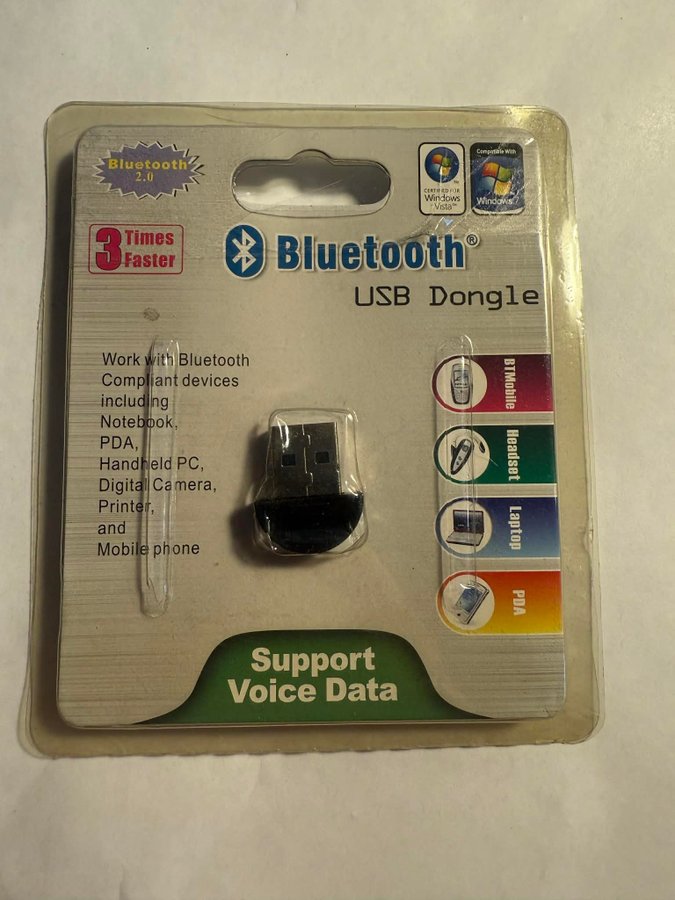 Bluetooth
2.0
CERTIFIED FOR
Windows
Vista™
Compatible With
Windows 7
3 Times
Faster
Bluetooth®
USB Dongle
Work with Bluetooth
Compliant devices
including
Notebook,
PDA,
Handheld PC,
Digital Camera,
Printer,
and
Mobile phone
BTMobile
Headset
Laptop
PDA
Support
Voice Data